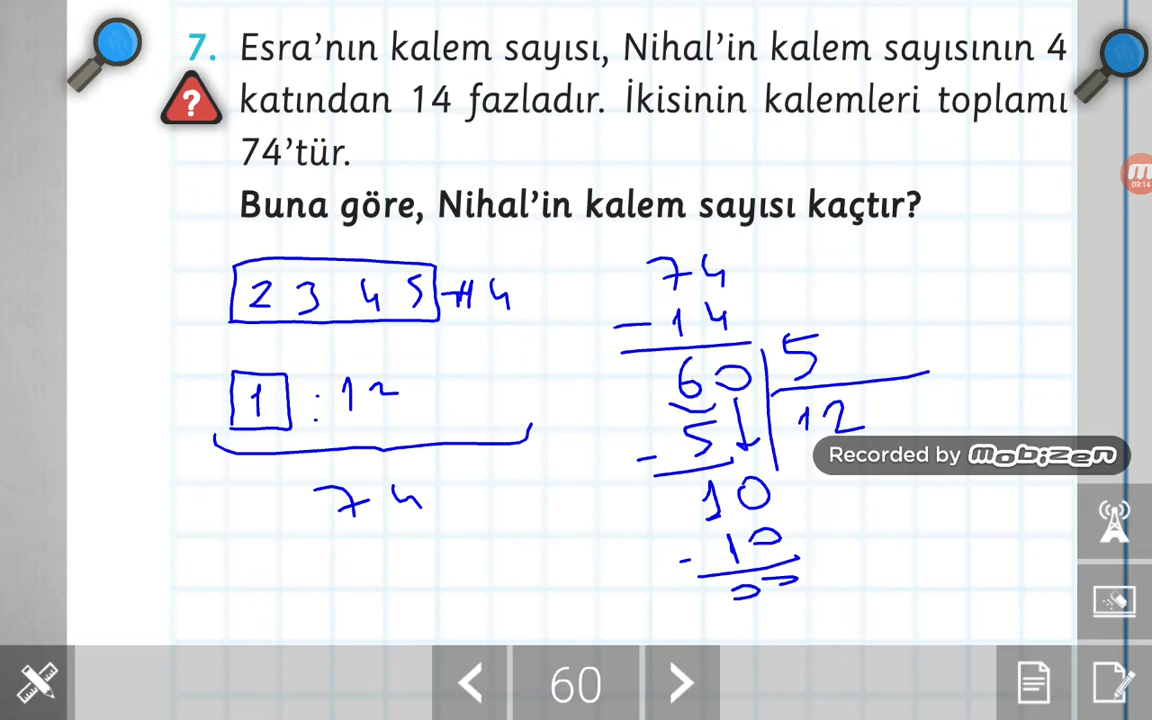 7. Esra'nın kalem sayısı, Nihal'in kalem sayısının 4
katından 14 fazladır. İkisinin kalemleri toplamı
?
74'tür.
Buna göre, Nihal'in kalem sayısı kaçtır?
2 3 4 5 +14
1 : 12
74
74
- 14
60 5
12
- 5
10
- 10
00
Recorded by mobizen
09:14
60